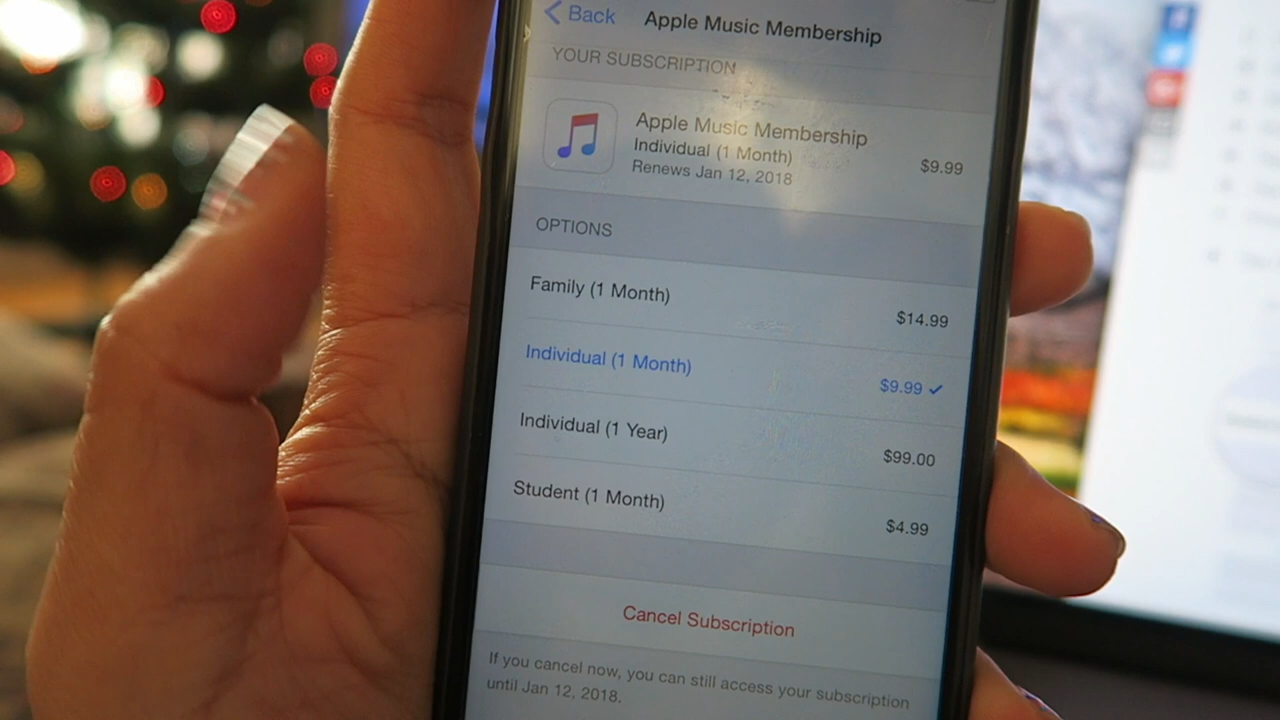 Back
Apple Music Membership
YOUR SUBSCRIPTION
Apple Music Membership
Individual (1 Month)
$9.99
Renews Jan 12, 2018
OPTIONS
Family (1 Month)
$14.99
Individual (1 Month)
$9.99
Individual (1 Year)
$99.00
Student (1 Month)
$4.99
Cancel Subscription
If you cancel now, you can still access your subscription
until Jan 12, 2018.